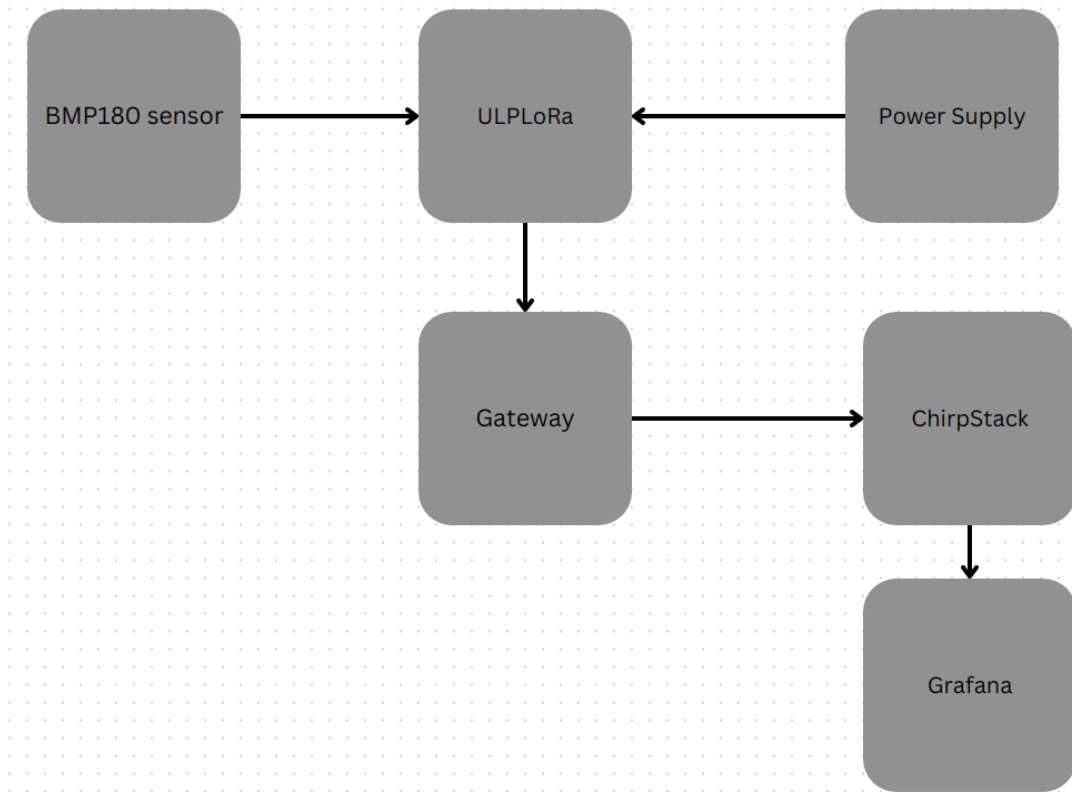 BMP180 sensor
ULPLoRa
Power Supply
Gateway
ChirpStack
Grafana